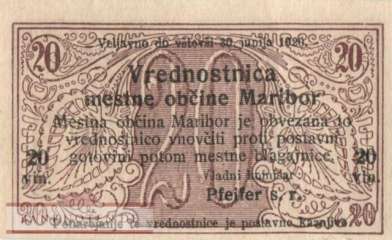 20 Veljavno do vštevši 30. junija 1920. 20
Vrednostnica
mestne občine Maribor.
Mestna občina Maribor je obvezana to
vrednostnico vnovčiti proti postavni
gotovini potom mestne blagajnice.
20 Vladni komisar 20
vin. Pfeifer s. r. vin.
20 Ponarejanje te vrednostnice je postavno kaznjivo. 20